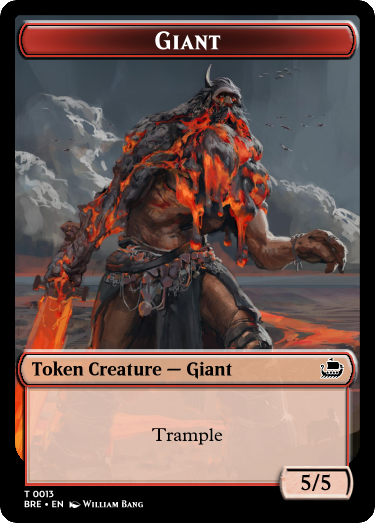 Giant
Token Creature — Giant
Trample
5/5
T 0013
BRE • EN William Bang